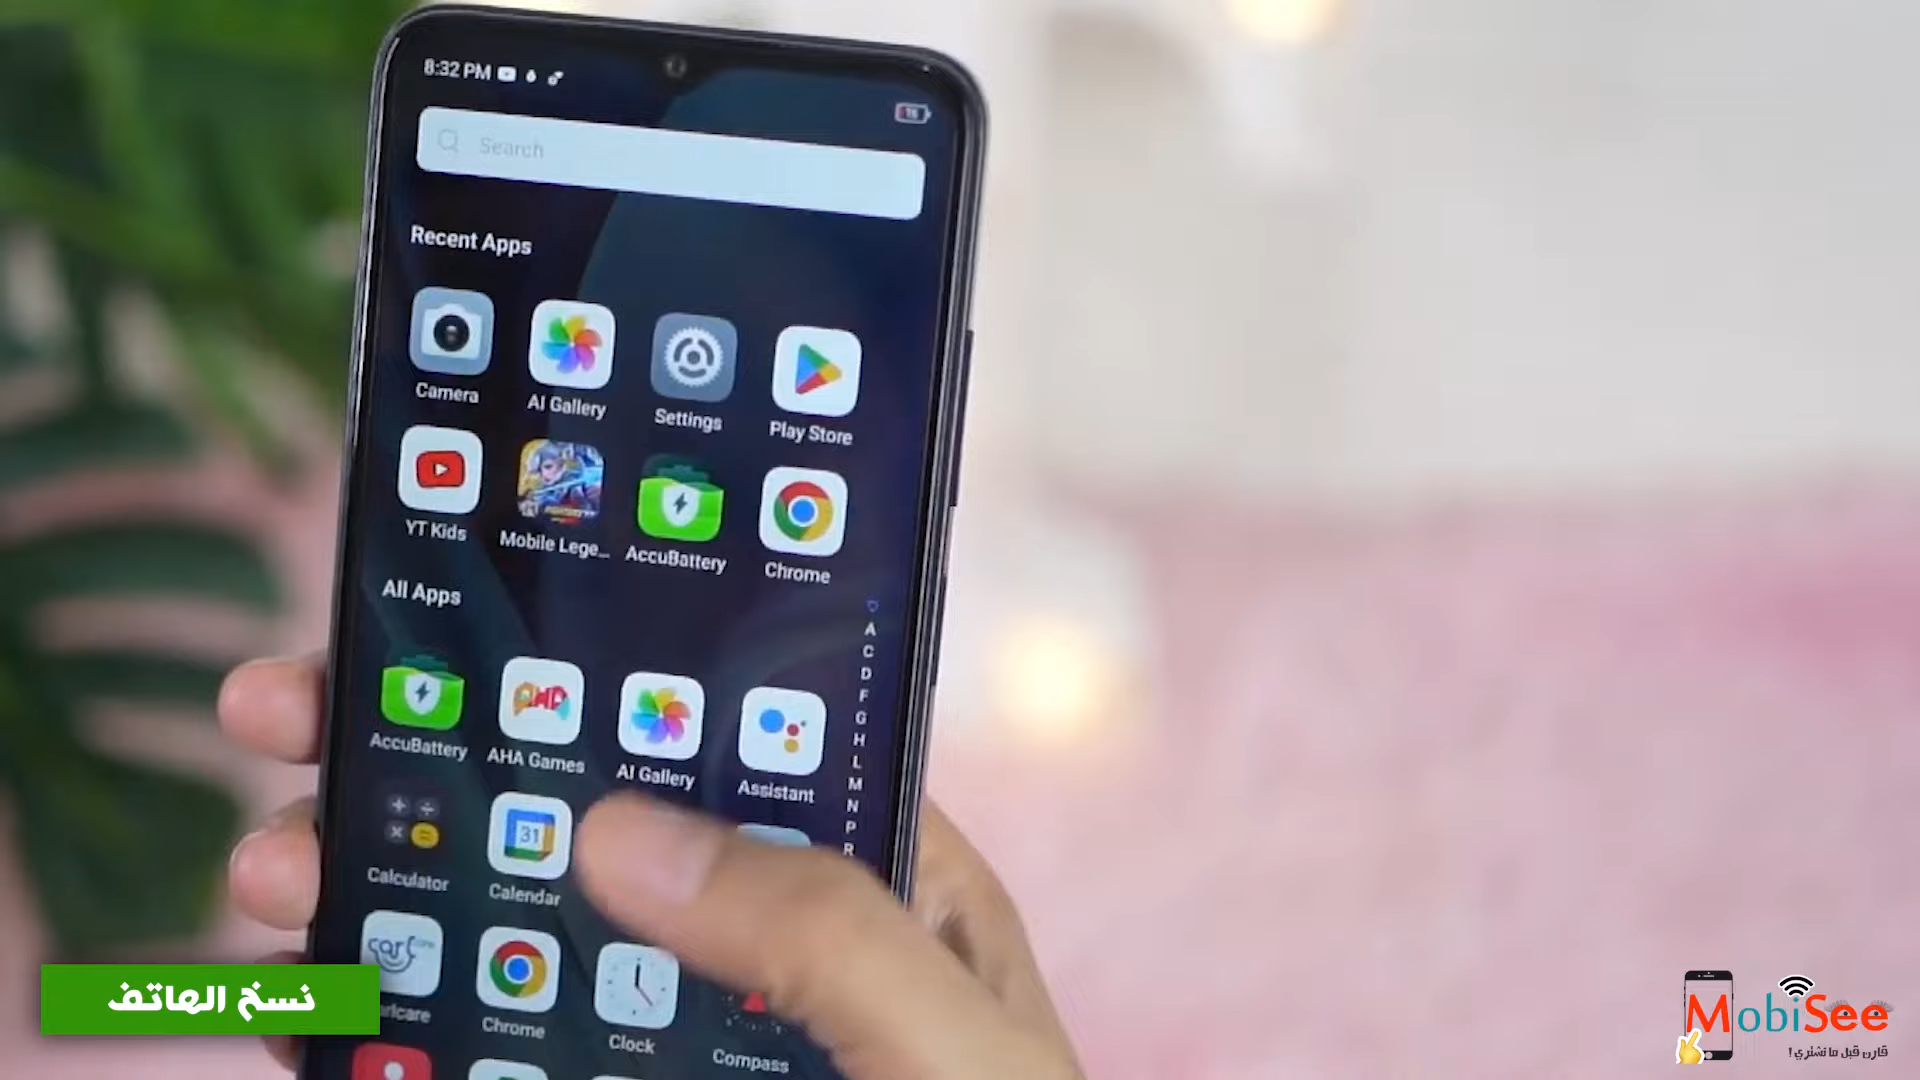 8:32 PM
Search
Recent Apps
Camera
AI Gallery
Settings
Play Store
YT Kids
Mobile Lege...
AccuBattery
Chrome
All Apps
AccuBattery
AHA Games
AI Gallery
Assistant
A
C
D
F
G
H
L
M
N
P
R
Calculator
31
Calendar
Chrome
Clock
Compass
نسخ الهاتف
MobiSee
قارن قبل ما تشتري!